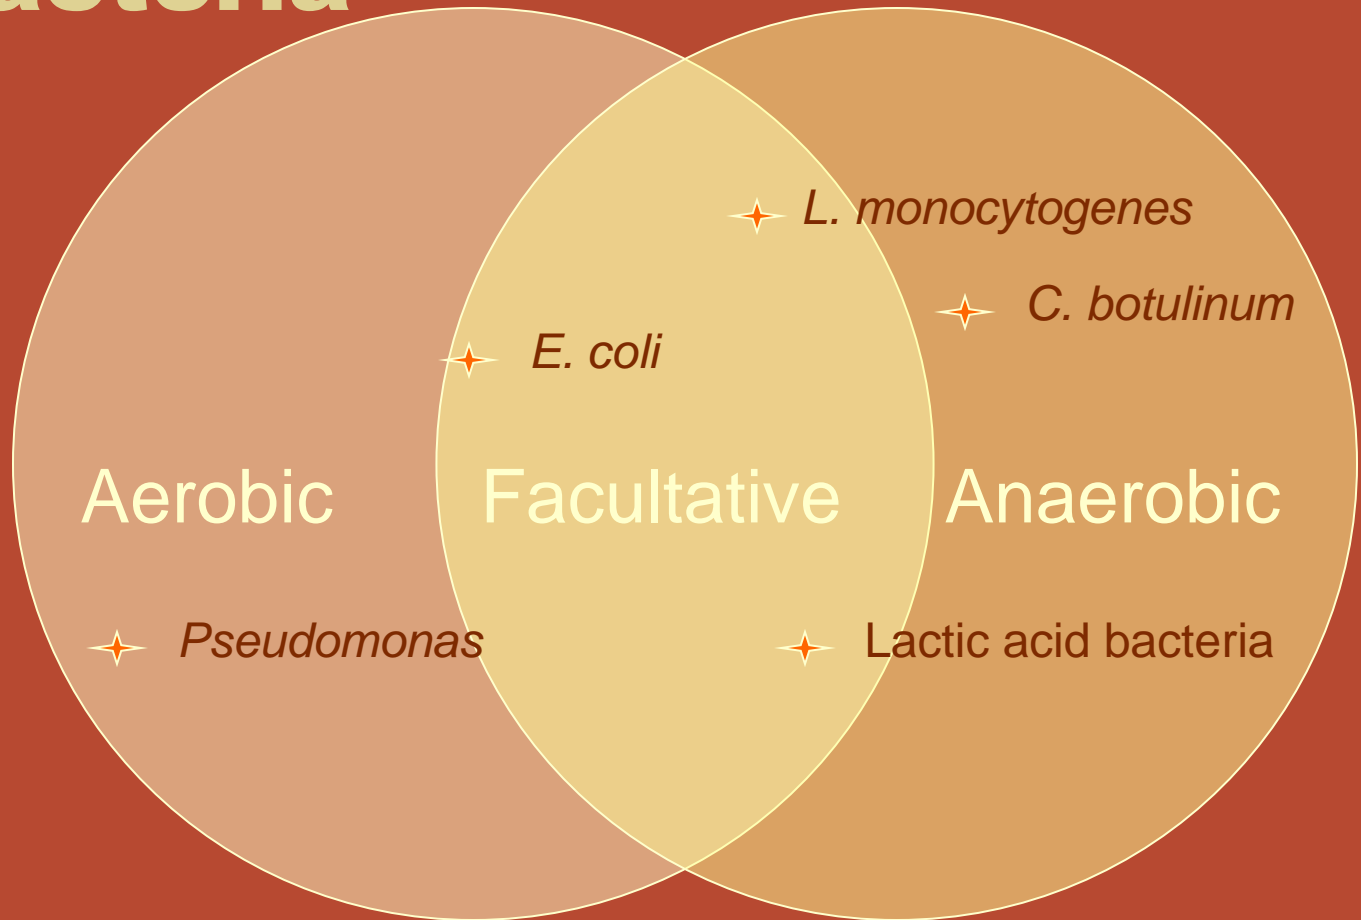 L. monocytogenes
C. botulinum
E. coli
Aerobic Facultative Anaerobic
Pseudomonas Lactic acid bacteria